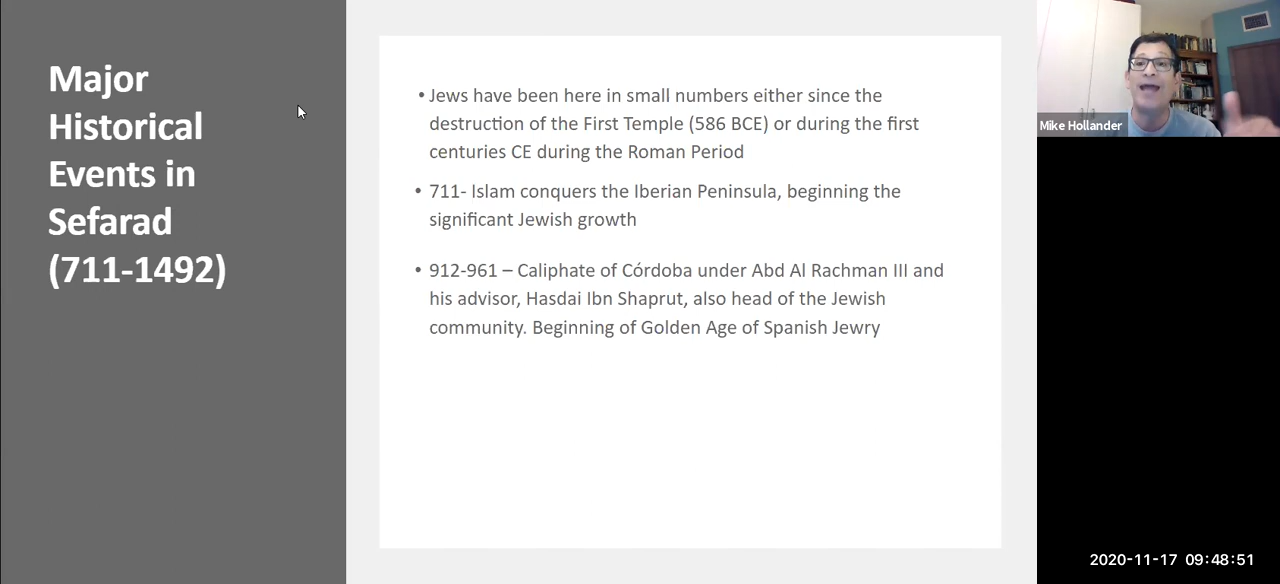 Major
Historical
Events in
Sefarad
(711-1492)
• Jews have been here in small numbers either since the
destruction of the First Temple (586 BCE) or during the first
centuries CE during the Roman Period
• 711- Islam conquers the Iberian Peninsula, beginning the
significant Jewish growth
• 912-961 – Caliphate of Córdoba under Abd Al Rachman III and
his advisor, Hasdai Ibn Shaprut, also head of the Jewish
community. Beginning of Golden Age of Spanish Jewry
Mike Hollander
2020-11-17 09:48:51